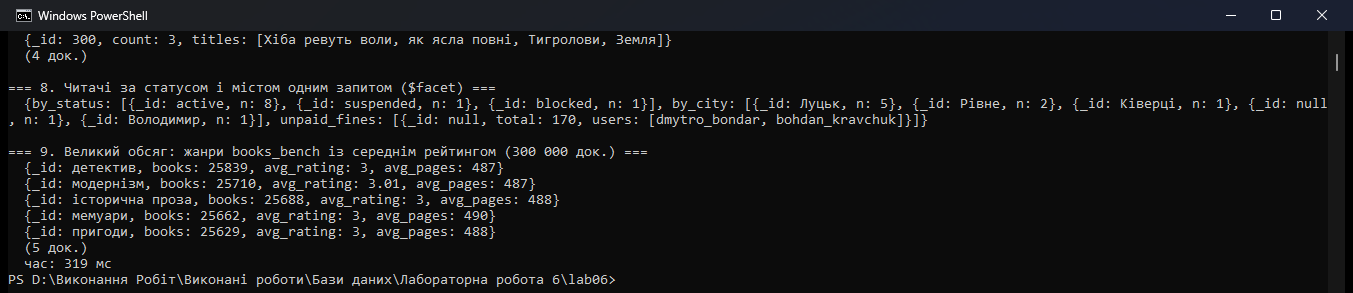 Windows PowerShell
{_id: 300, count: 3, titles: [Хіба ревуть воли, як ясла повні, Тигролови, Земля]}
(4 док.)
=== 8. Читачі за статусом і містом одним запитом ($facet) ===
{by_status: [{_id: active, n: 8}, {_id: suspended, n: 1}, {_id: blocked, n: 1}], by_city: [{_id: Луцьк, n: 5}, {_id: Рівне, n: 2}, {_id: Ківерці, n: 1}, {_id: null
, n: 1}, {_id: Володимир, n: 1}], unpaid_fines: [{_id: null, total: 170, users: [dmytro_bondar, bohdan_kravchuk]}]}
=== 9. Великий обсяг: жанри books_bench із середнім рейтингом (300 000 док.) ===
{_id: детектив, books: 25839, avg_rating: 3, avg_pages: 487}
{_id: модернізм, books: 25710, avg_rating: 3.01, avg_pages: 487}
{_id: історична проза, books: 25688, avg_rating: 3, avg_pages: 488}
{_id: мемуари, books: 25662, avg_rating: 3, avg_pages: 490}
{_id: пригоди, books: 25629, avg_rating: 3, avg_pages: 488}
(5 док.)
час: 319 мс
PS D:\Виконання Робіт\Виконані роботи\Бази даних\Лабораторна робота 6\lab06>